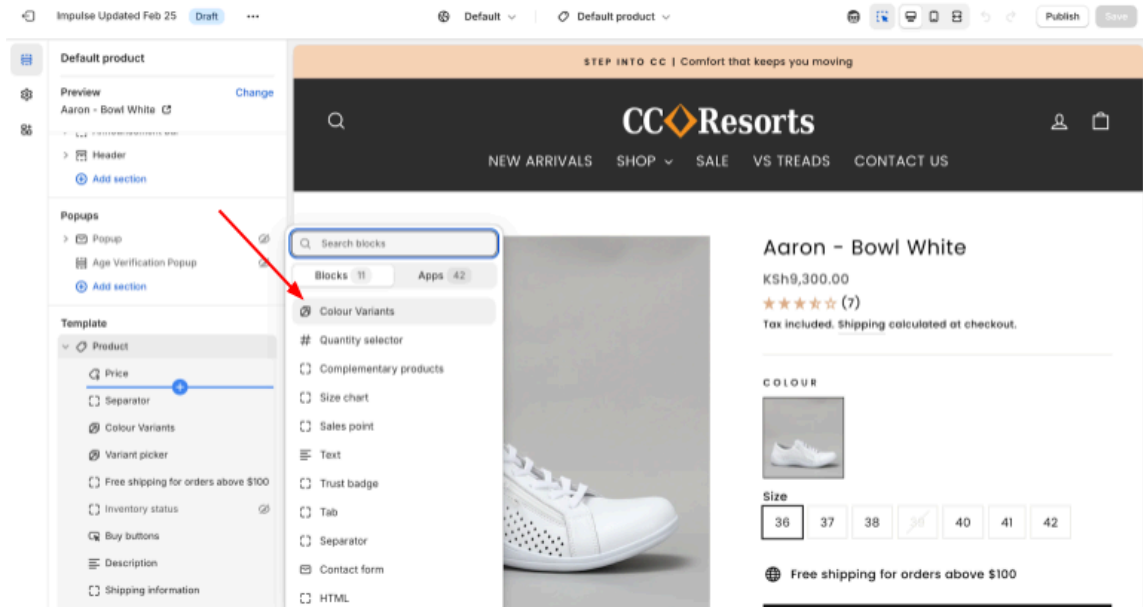 Impulse Updated Feb 25 Draft ... Default Default product Publish Save
Default product
Preview Change
Aaron - Bowl White
Announcement Bar
Header
Add section
Popups
Popup
Age Verification Popup
Add section
Template
Product
Price
Separator
Colour Variants
Variant picker
Free shipping for orders above $100
Inventory status
Buy buttons
Description
Shipping information
Search blocks
Blocks 11 Apps 42
Colour Variants
# Quantity selector
Complementary products
Size chart
Sales point
Text
Trust badge
Tab
Separator
Contact form
HTML
STEP INTO CC | Comfort that keeps you moving
CC Resorts
NEW ARRIVALS SHOP SALE VS TREADS CONTACT US
Aaron - Bowl White
KSh9,300.00
(7)
Tax included. Shipping calculated at checkout.
COLOUR
Size
36 37 38 39 40 41 42
Free shipping for orders above $100